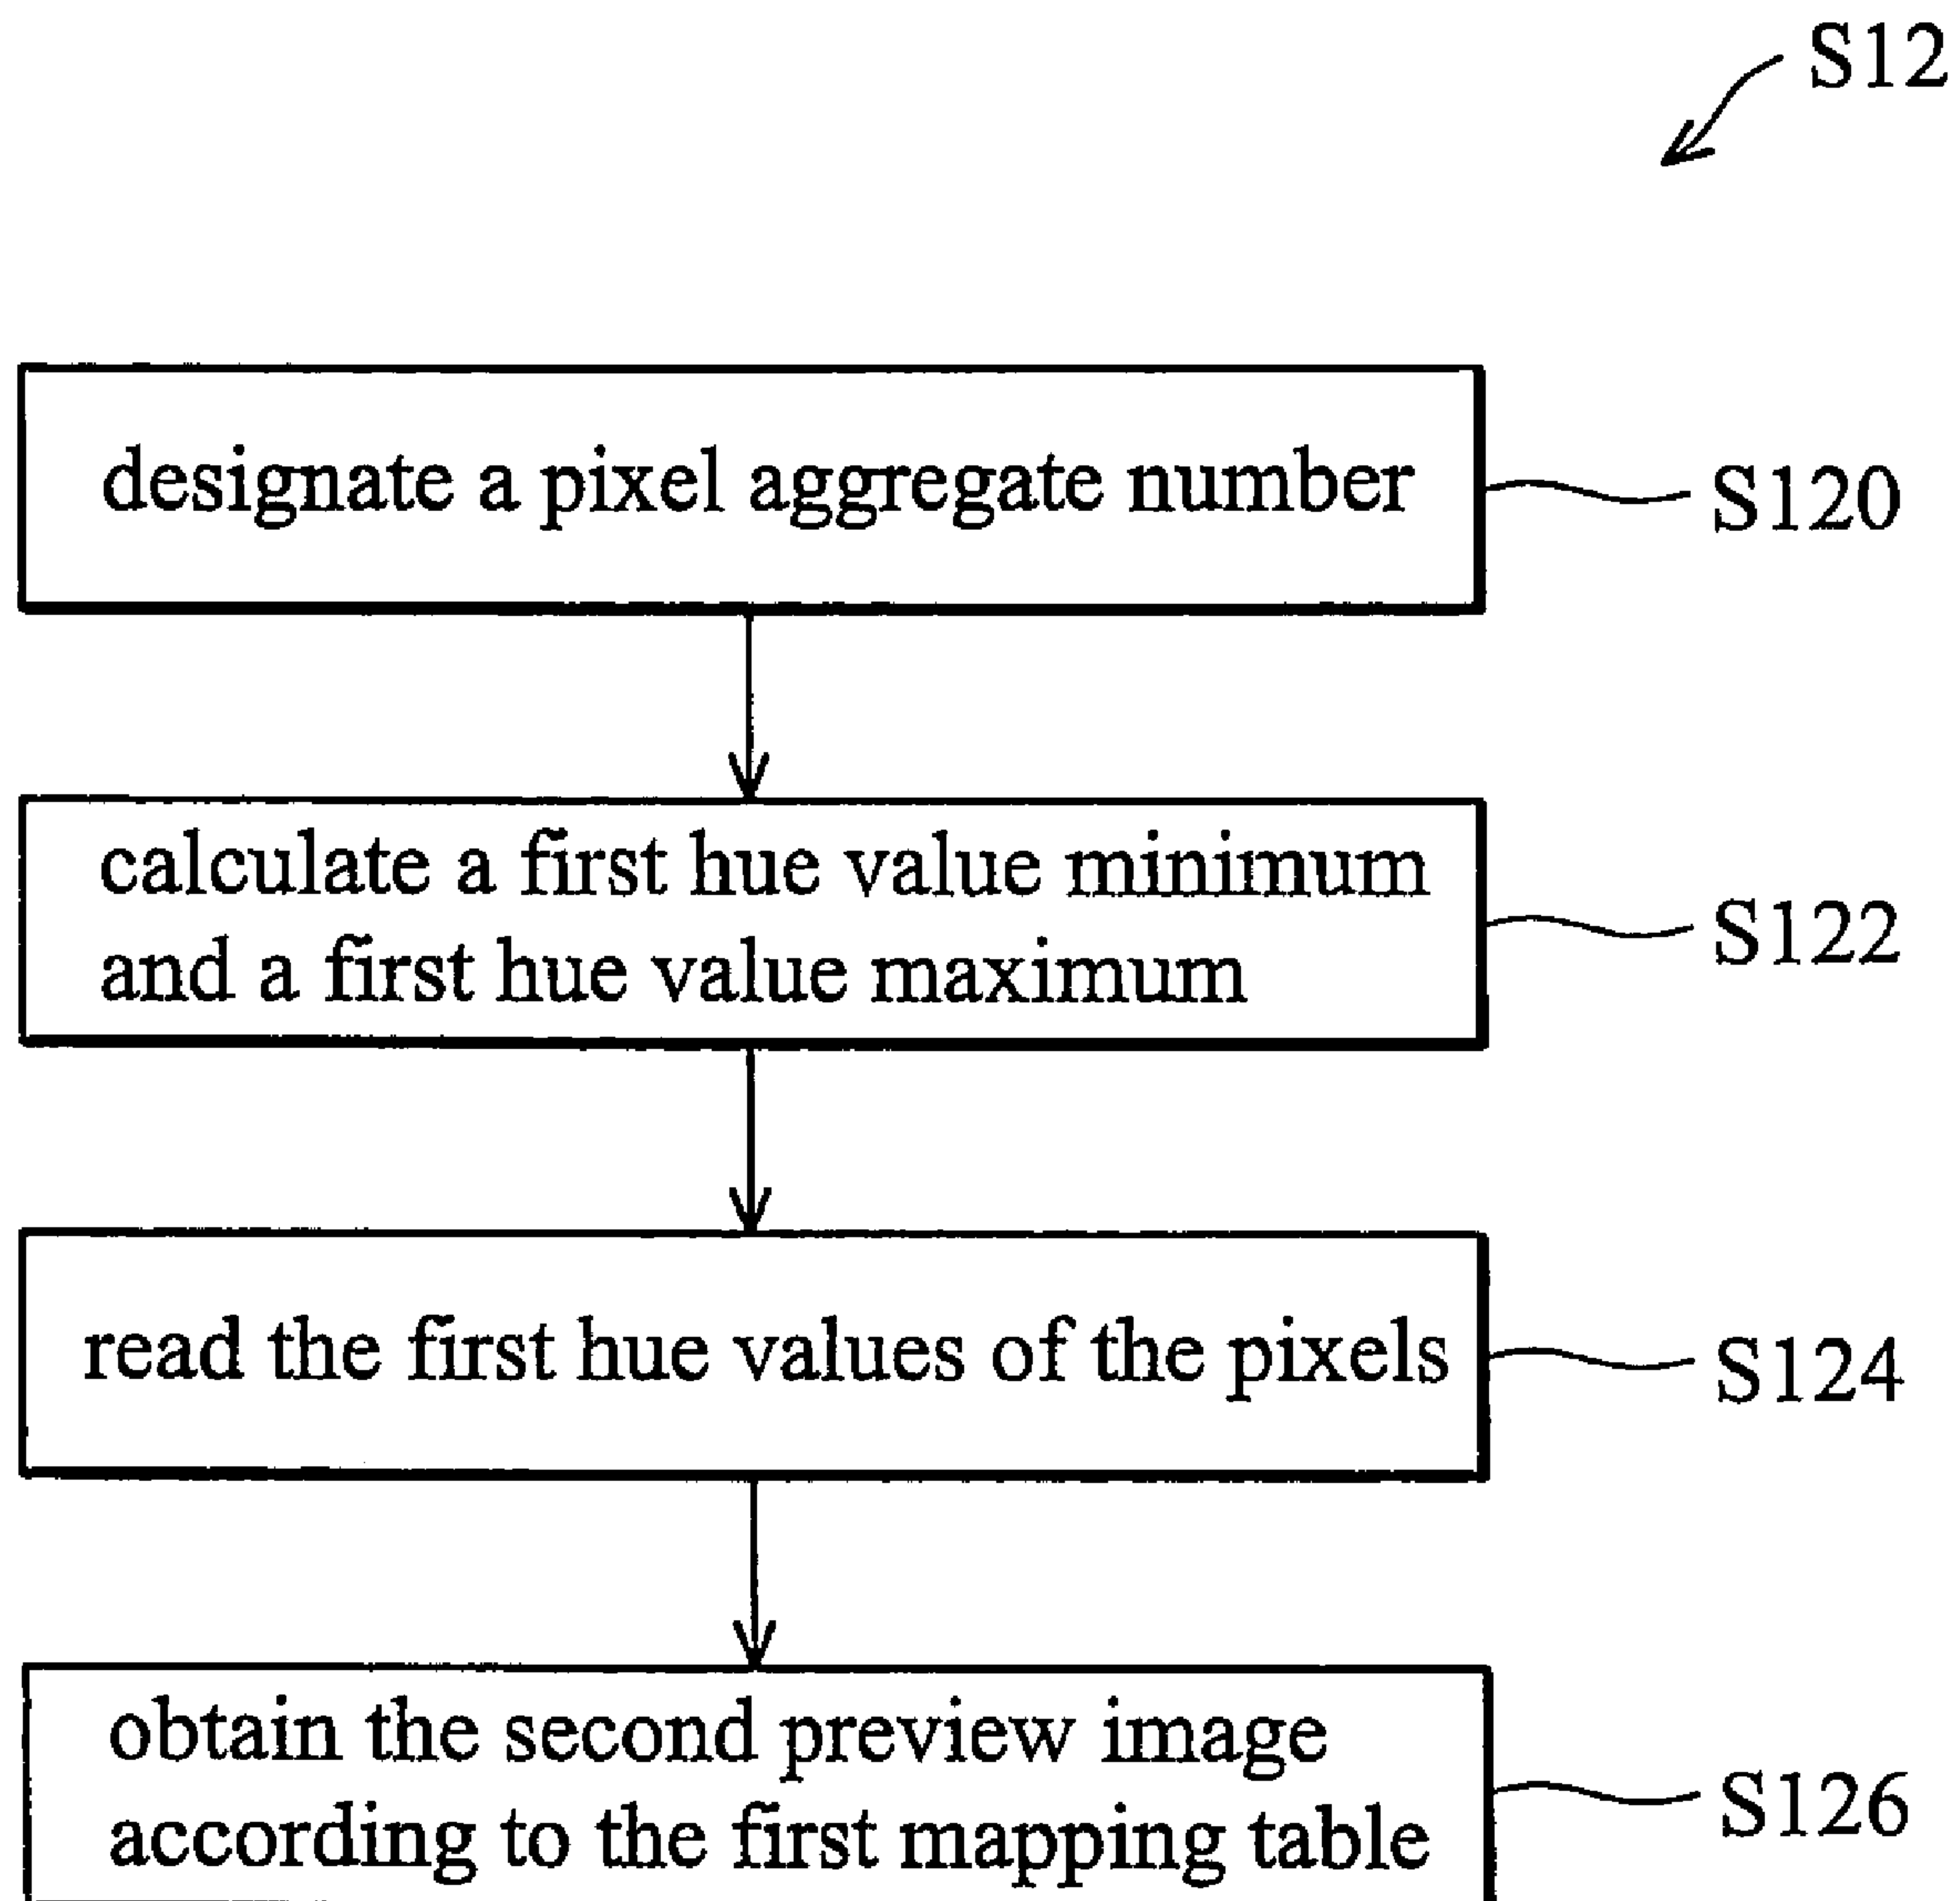 S12
designate a pixel aggregate number
S120
calculate a first hue value minimum
and a first hue value maximum
S122
read the first hue values of the pixels
S124
obtain the second preview image
according to the first mapping table
S126